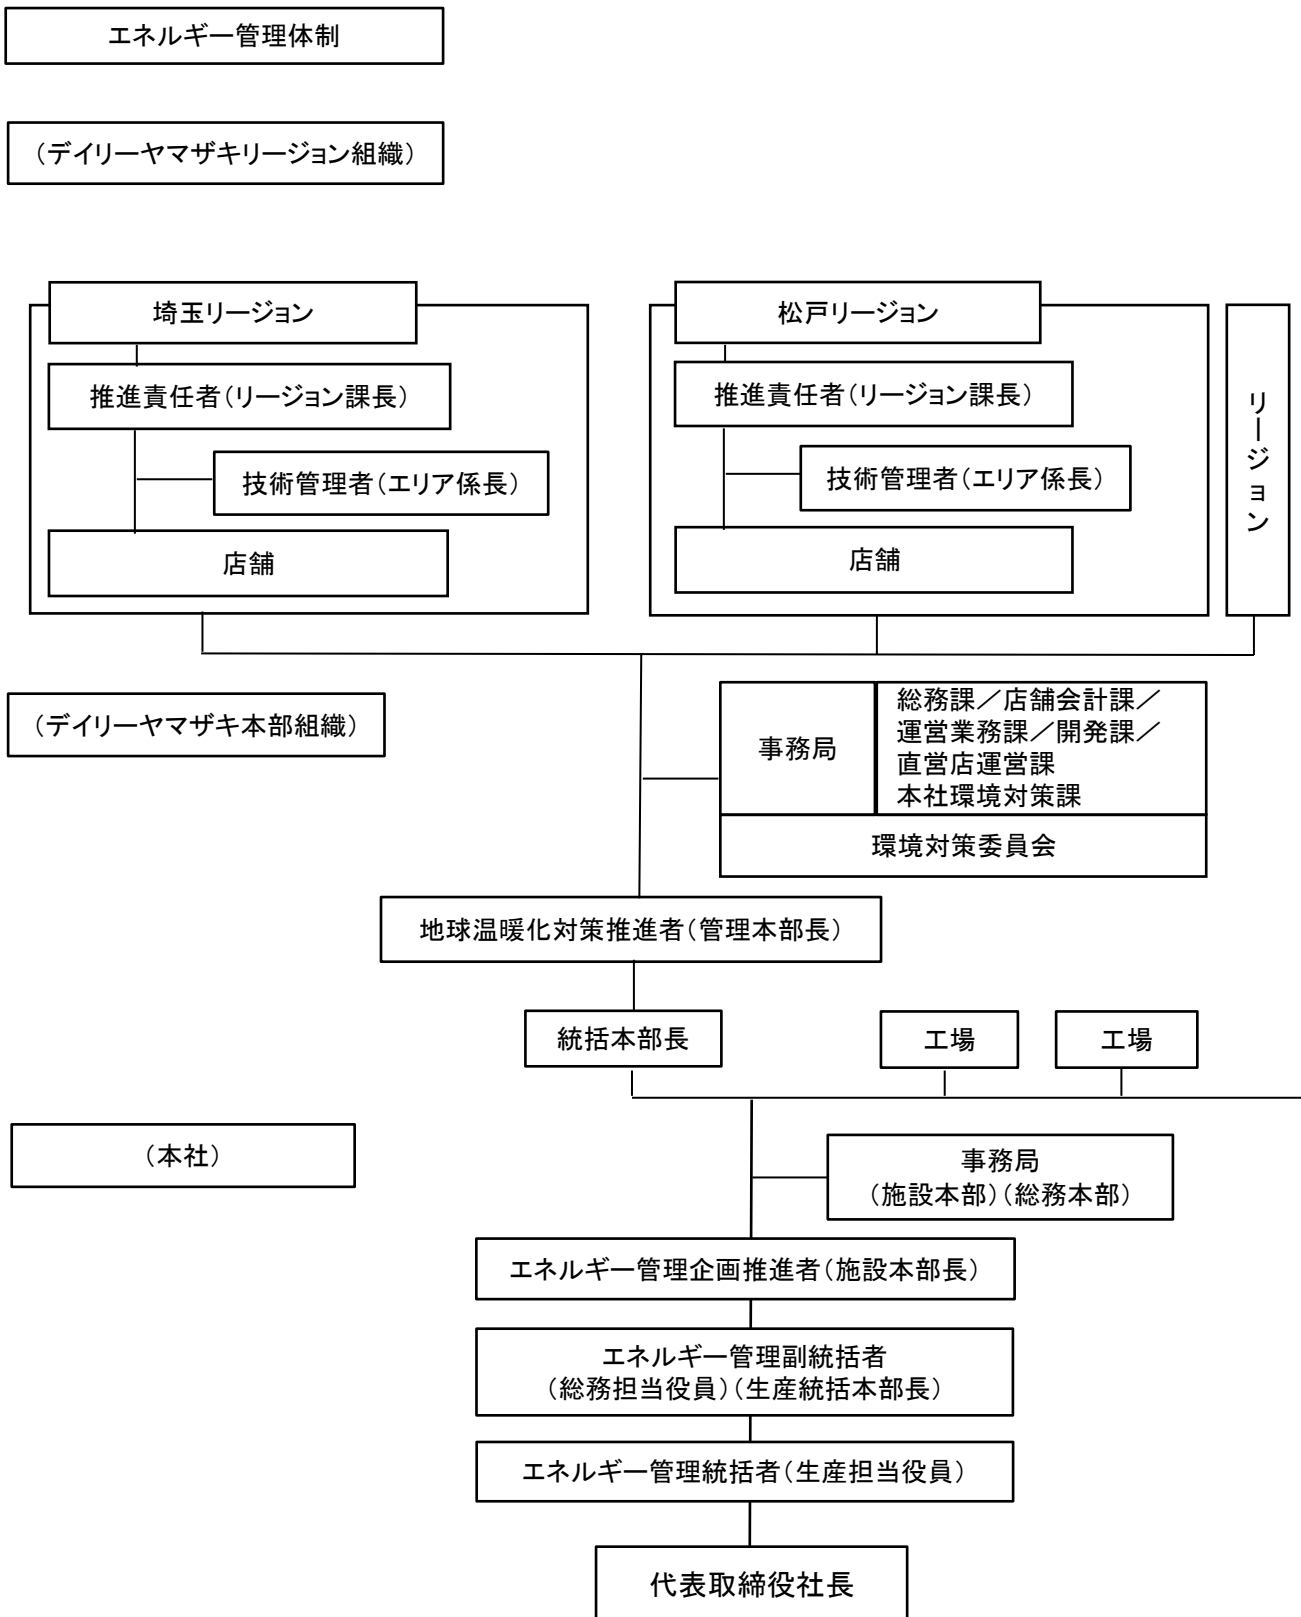 エネルギー管理体制
（デイリーヤマザキリージョン組織）
埼玉リージョン
推進責任者（リージョン課長）
技術管理者（エリア係長）
店舗
松戸リージョン
推進責任者（リージョン課長）
技術管理者（エリア係長）
店舗
リージョン
（デイリーヤマザキ本部組織）
事務局
総務課／店舗会計課／
運営業務課／開発課／
直営店運営課
本社環境対策課
環境対策委員会
地球温暖化対策推進者（管理本部長）
統括本部長
工場
工場
（本社）
事務局
（施設本部）（総務本部）
エネルギー管理企画推進者（施設本部長）
エネルギー管理副統括者
（総務担当役員）（生産統括本部長）
エネルギー管理統括者（生産担当役員）
代表取締役社長